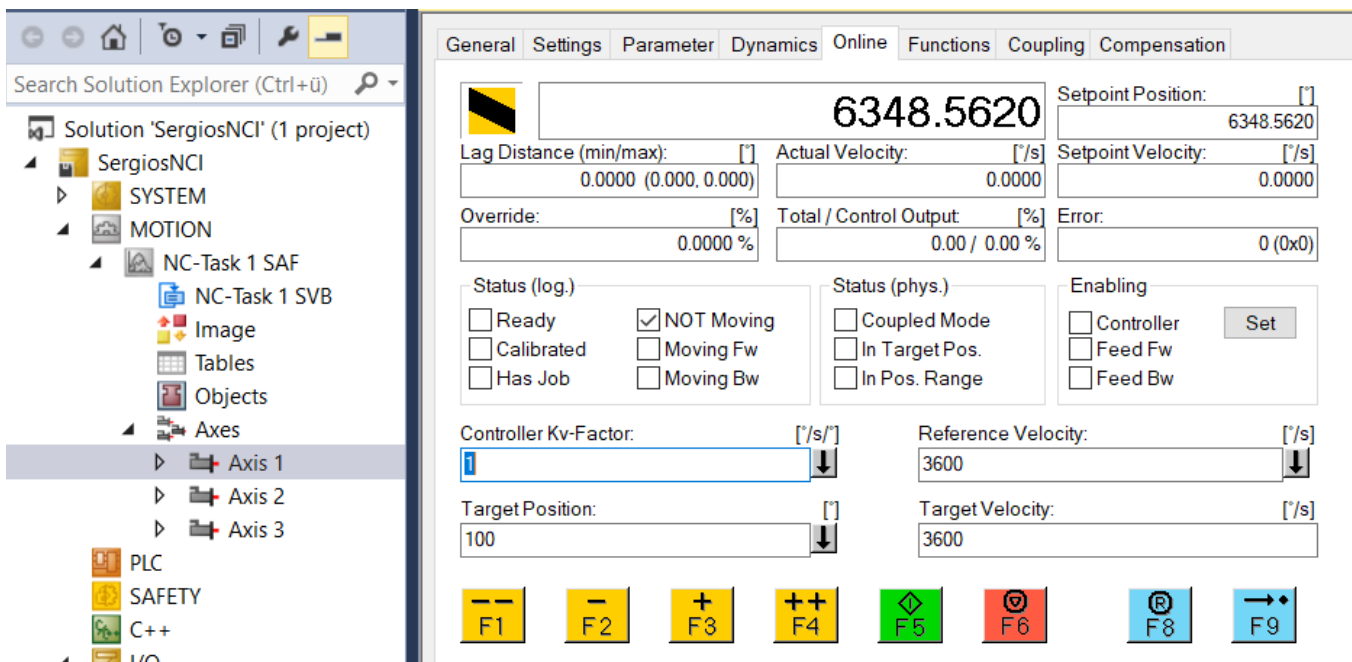 Search Solution Explorer (Ctrl+ü)
Solution 'SergiosNCI' (1 project)
SergiosNCI
SYSTEM
MOTION
NC-Task 1 SAF
NC-Task 1 SVB
Image
Tables
Objects
Axes
Axis 1
Axis 2
Axis 3
PLC
SAFETY
C++
I/O
General Settings Parameter Dynamics Online Functions Coupling Compensation
6348.5620
Setpoint Position: [°]
6348.5620
Lag Distance (min/max): [°] Actual Velocity: [°/s] Setpoint Velocity: [°/s]
0.0000 (0.000, 0.000) 0.0000 0.0000
Override: [%] Total / Control Output: [%] Error:
0.0000 % 0.00 / 0.00 % 0 (0x0)
Status (log.) Status (phys.) Enabling
Ready NOT Moving Coupled Mode Controller Set
Calibrated Moving Fw In Target Pos. Feed Fw
Has Job Moving Bw In Pos. Range Feed Bw
Controller Kv-Factor: [°/s/°] Reference Velocity: [°/s]
1 3600
Target Position: [°] Target Velocity: [°/s]
100 3600
-- - + ++ R
F1 F2 F3 F4 F5 F6 F8 F9